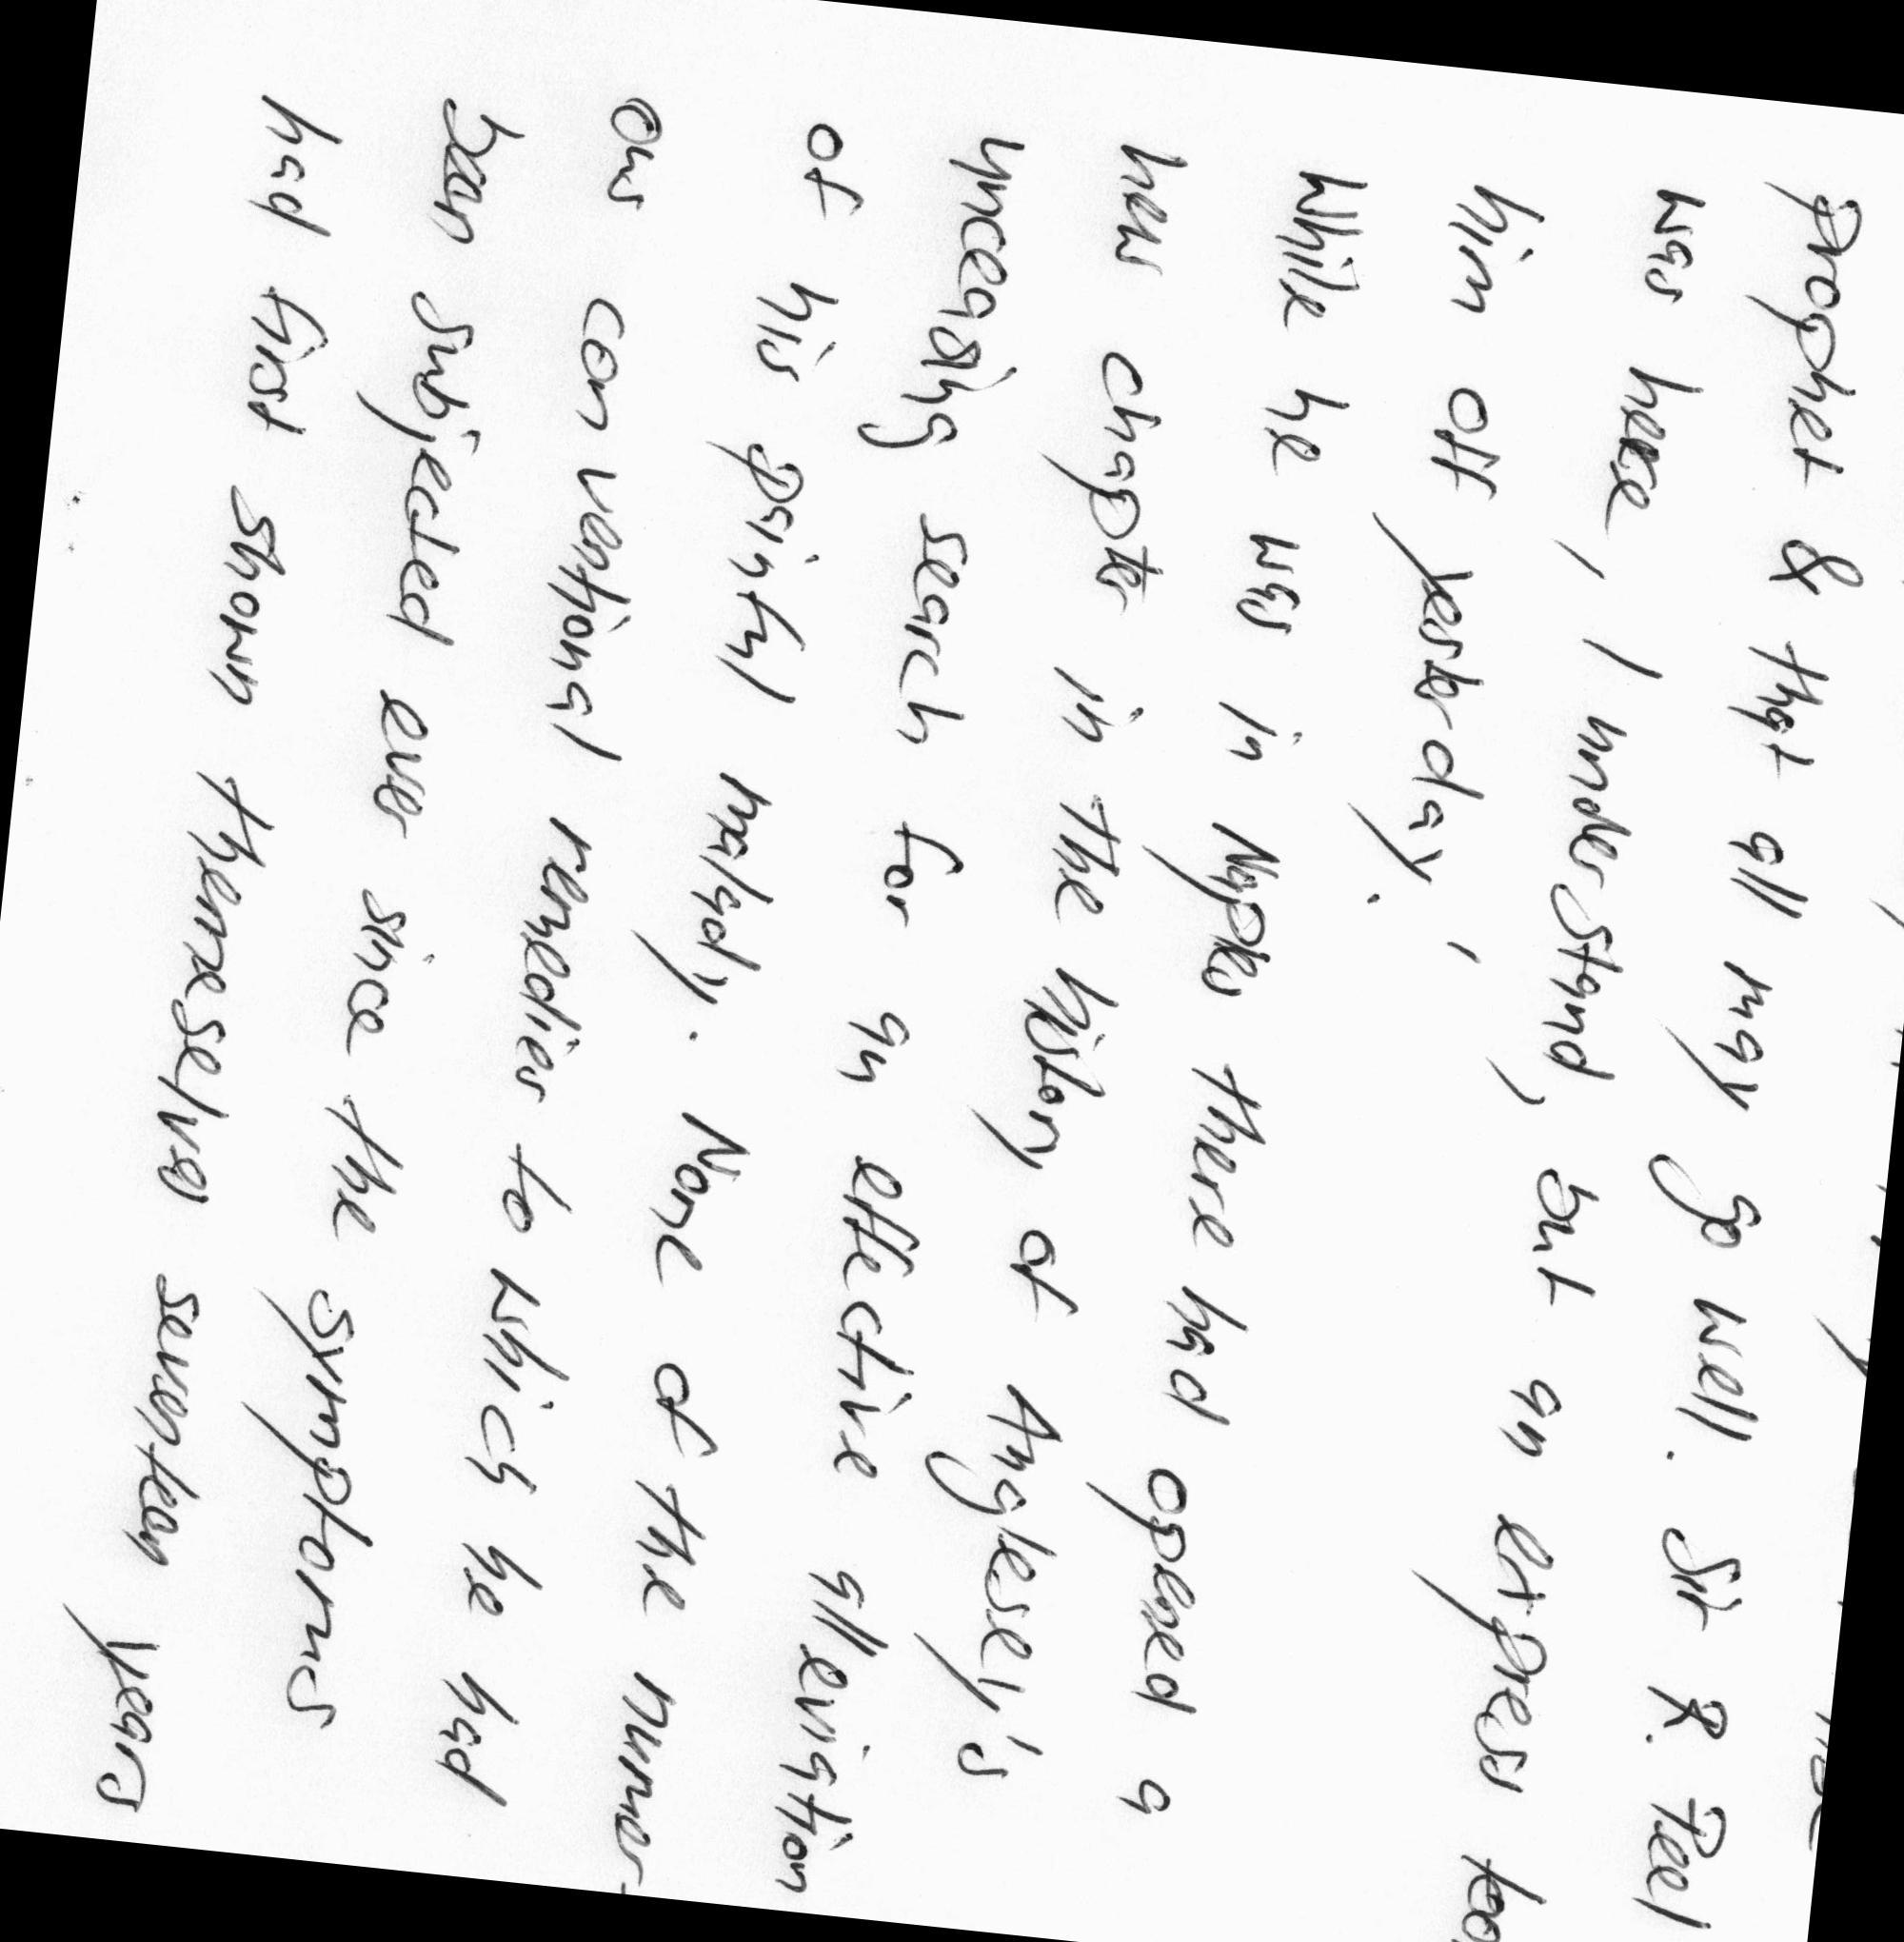 prophet & that all may go well. Sir R. Peel
was here, I understand, but an express
him off yesterday.
While he was in Naples there had opened a
new chapter in the history of Anglesey's
unceasing search for an effective alleviation
of his painful malady. None of the numer-
ous conventional remedies to which he had
been subjected ever since the symptoms
had first shown themselves seventeen years